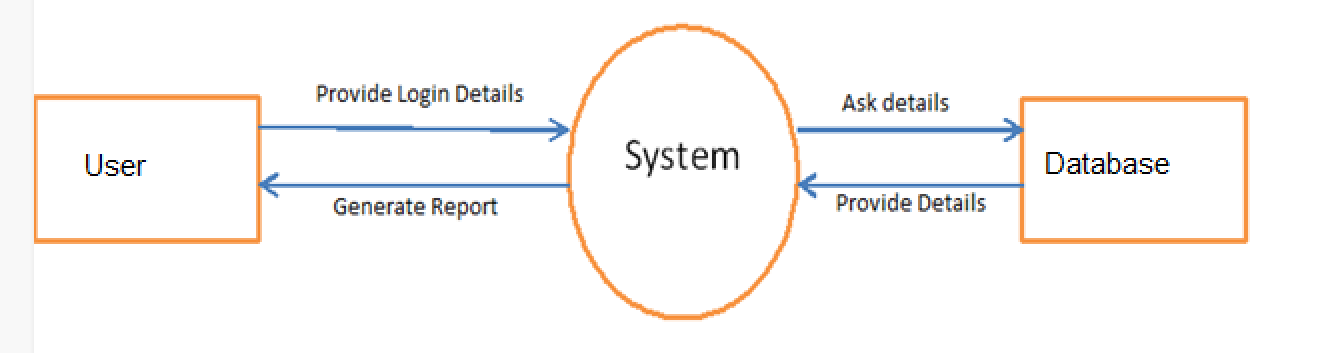 Provide Login Details
Ask details
User
System
Database
Generate Report
Provide Details